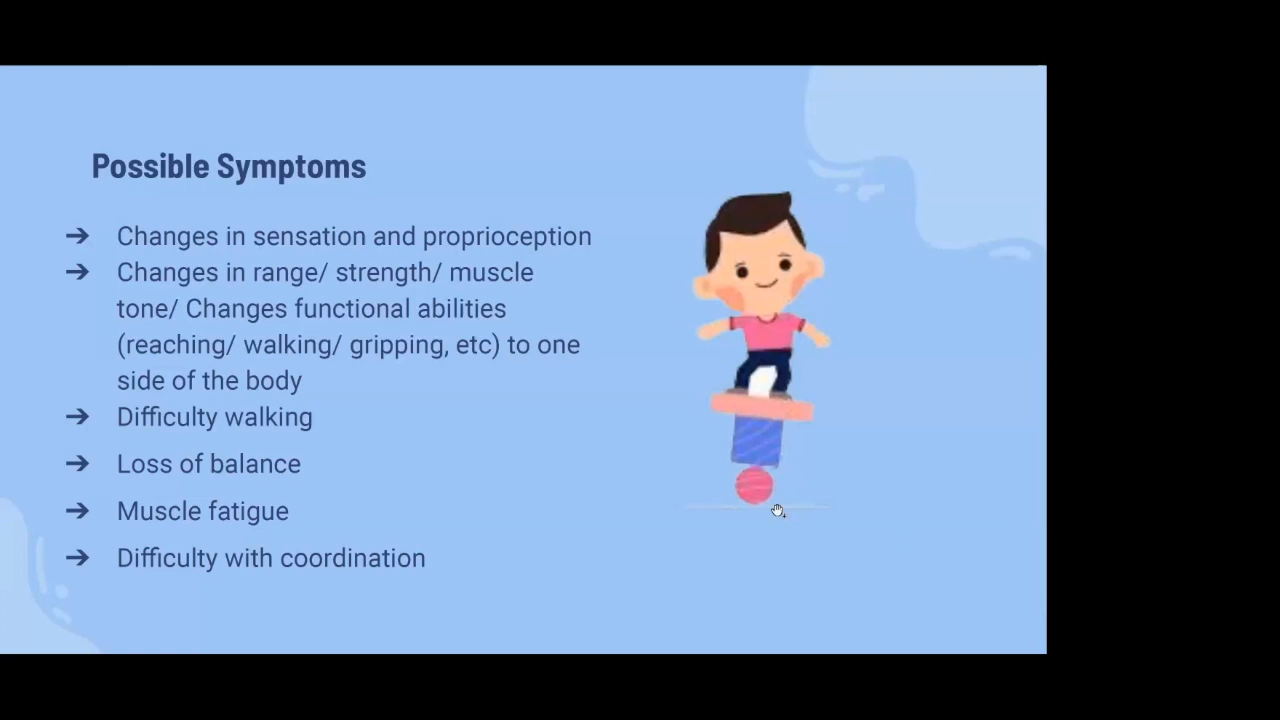 Possible Symptoms
➔ Changes in sensation and proprioception
➔ Changes in range/ strength/ muscle
tone/ Changes functional abilities
(reaching/ walking/ gripping, etc) to one
side of the body
➔ Difficulty walking
➔ Loss of balance
➔ Muscle fatigue
➔ Difficulty with coordination